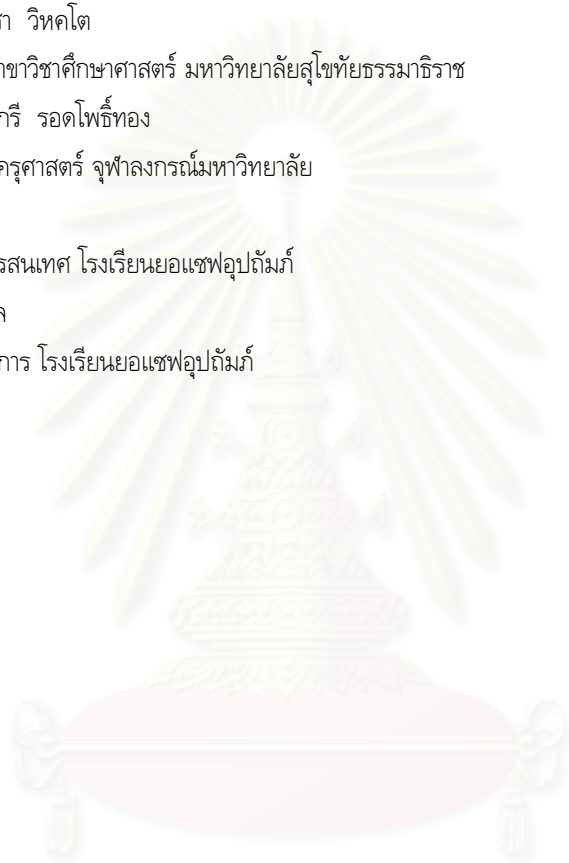 ชา วิหคโต
าขาวิชาศึกษาศาสตร์ มหาวิทยาลัยสุโขทัยธรรมาธิราช
กรี รอดโพธิ์ทอง
ครุศาสตร์ จุฬาลงกรณ์มหาวิทยาลัย
รสนเทศ โรงเรียนยอแซฟอุปถัมภ์
ล
การ โรงเรียนยอแซฟอุปถัมภ์